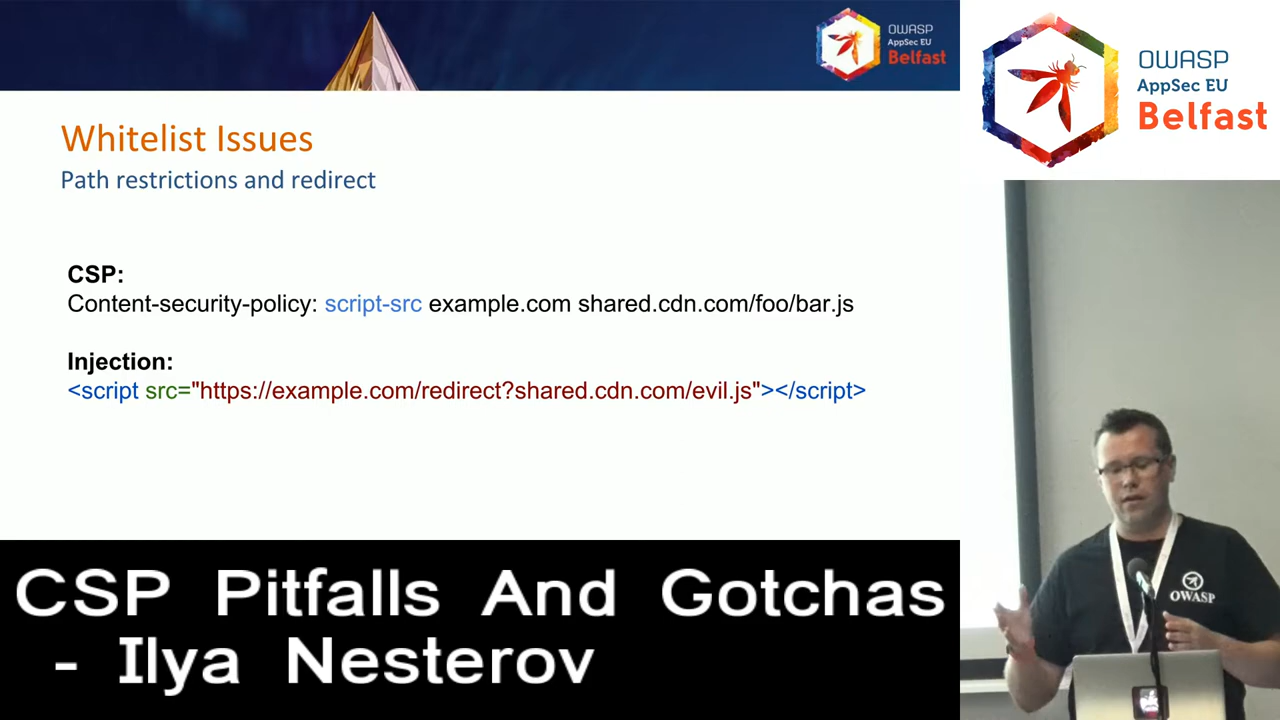 OWASP
AppSec EU
Belfast
OWASP
AppSec EU
Belfast
Whitelist Issues
Path restrictions and redirect
CSP:
Content-security-policy: script-src example.com shared.cdn.com/foo/bar.js
Injection:
<script src="https://example.com/redirect?shared.cdn.com/evil.js"></script>
OWASP
CSP Pitfalls And Gotchas
- Ilya Nesterov